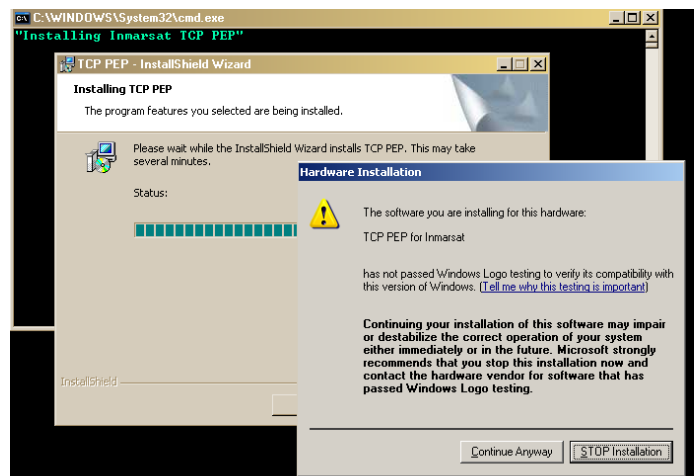 C:\WINDOWS\System32\cmd.exe
"Installing Inmarsat TCP PEP"
TCP PEP - InstallShield Wizard
Installing TCP PEP
The program features you selected are being installed.
Please wait while the InstallShield Wizard installs TCP PEP. This may take
several minutes.
Status:
InstallShield
Hardware Installation
The software you are installing for this hardware:
TCP PEP for Inmarsat
has not passed Windows Logo testing to verify its compatibility with
this version of Windows. (Tell me why this testing is important)
Continuing your installation of this software may impair
or destabilize the correct operation of your system
either immediately or in the future. Microsoft strongly
recommends that you stop this installation now and
contact the hardware vendor for software that has
passed Windows Logo testing.
Continue Anyway
STOP Installation